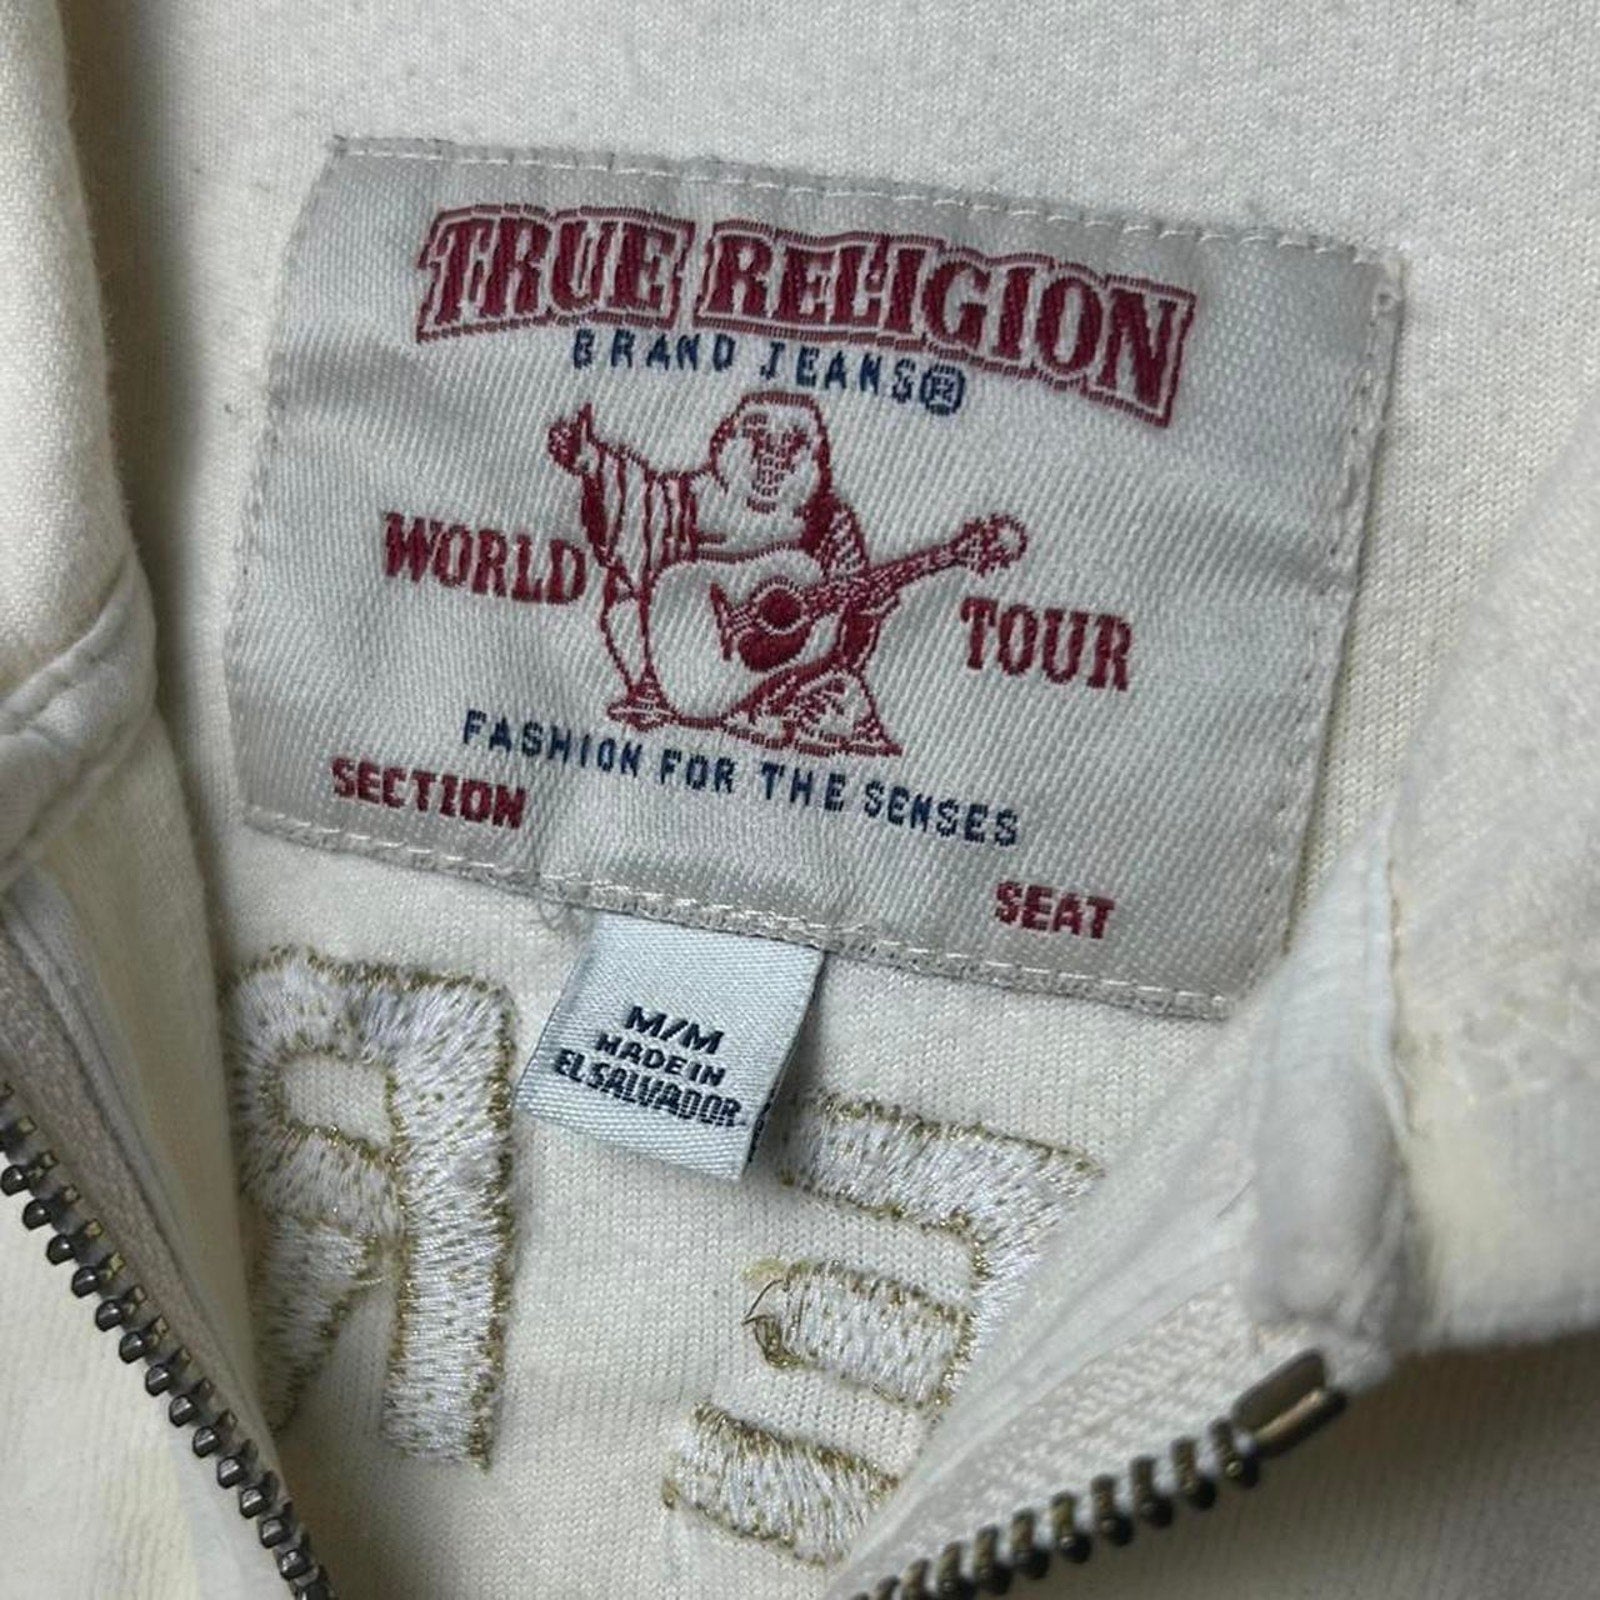 TRUE RELIGION
BRAND JEANS®
WORLD TOUR
FASHION FOR THE SENSES
SECTION SEAT
M/M
MADE IN
EL SALVADOR